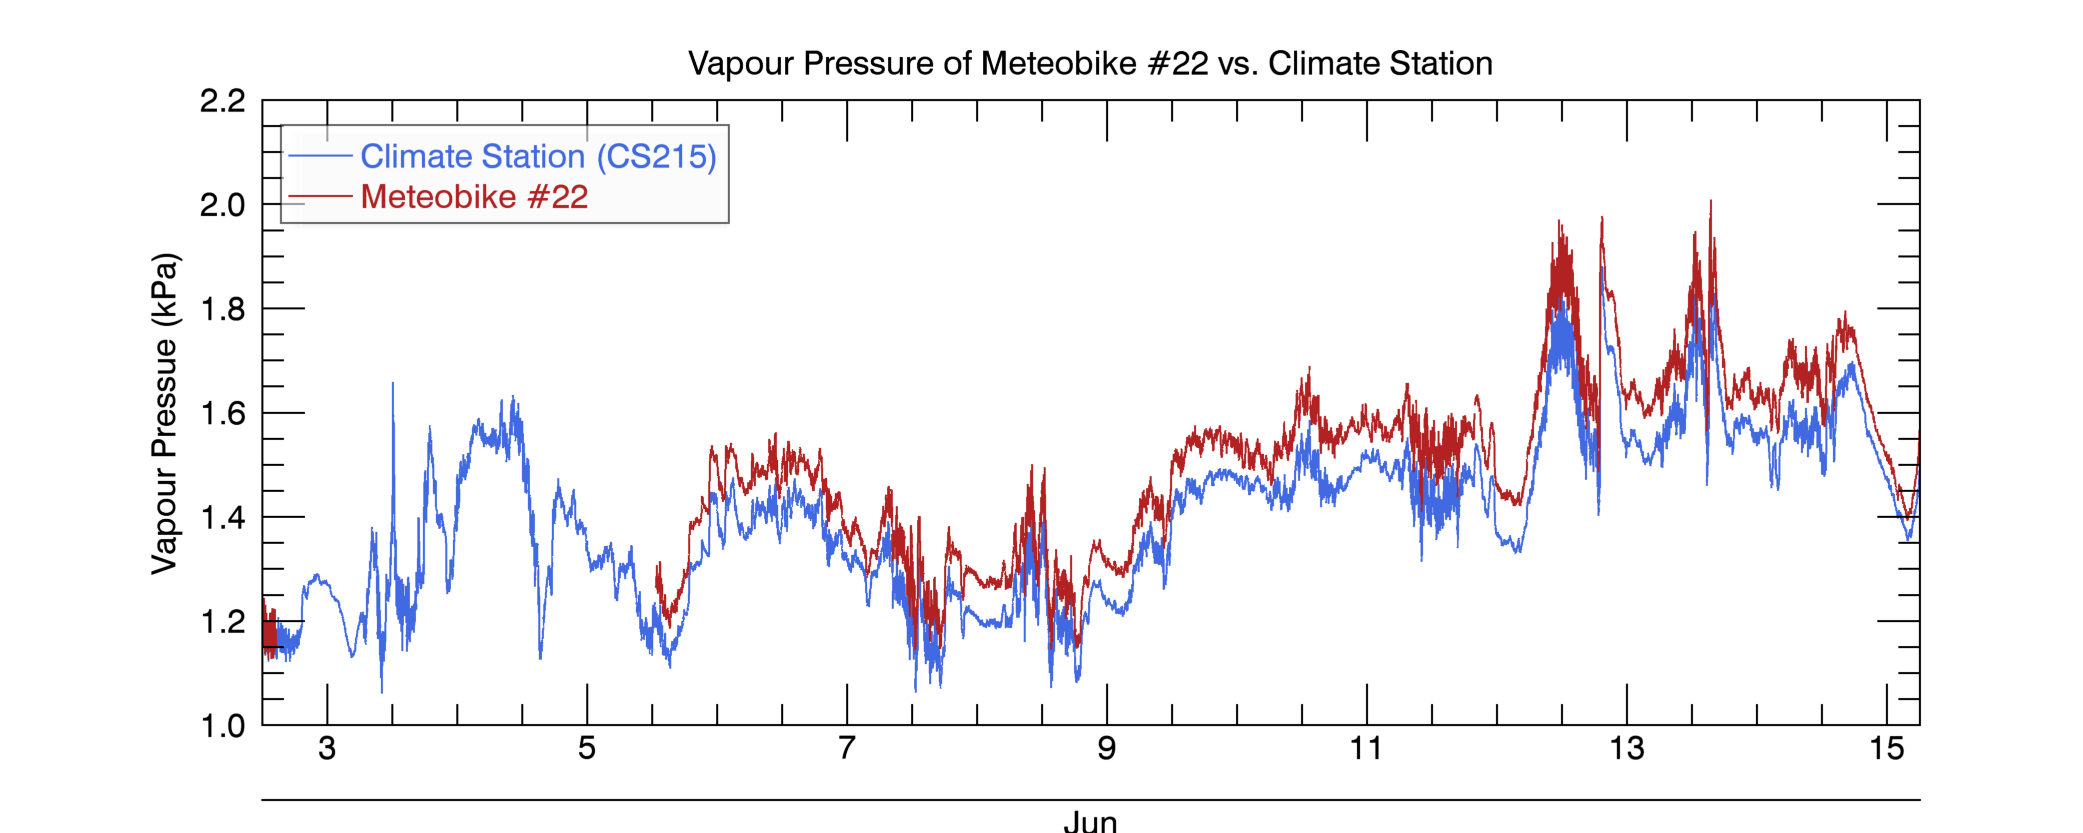 Vapour Pressure of Meteobike #22 vs. Climate Station
2.2
Climate Station (CS215)
Meteobike #22
2.0
1.8
1.6
1.4
1.2
1.0
Vapor Pressue (kPa)
3 5 7 9 11 13 15
Jun